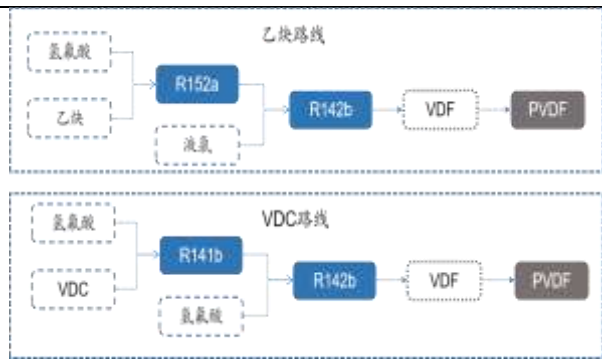 乙炔路线
氢氟酸
R152a
乙炔
R142b
VDF
PVDF
液氯
VDC路线
氢氟酸
R141b
VDC
R142b
VDF
PVDF
氢氟酸